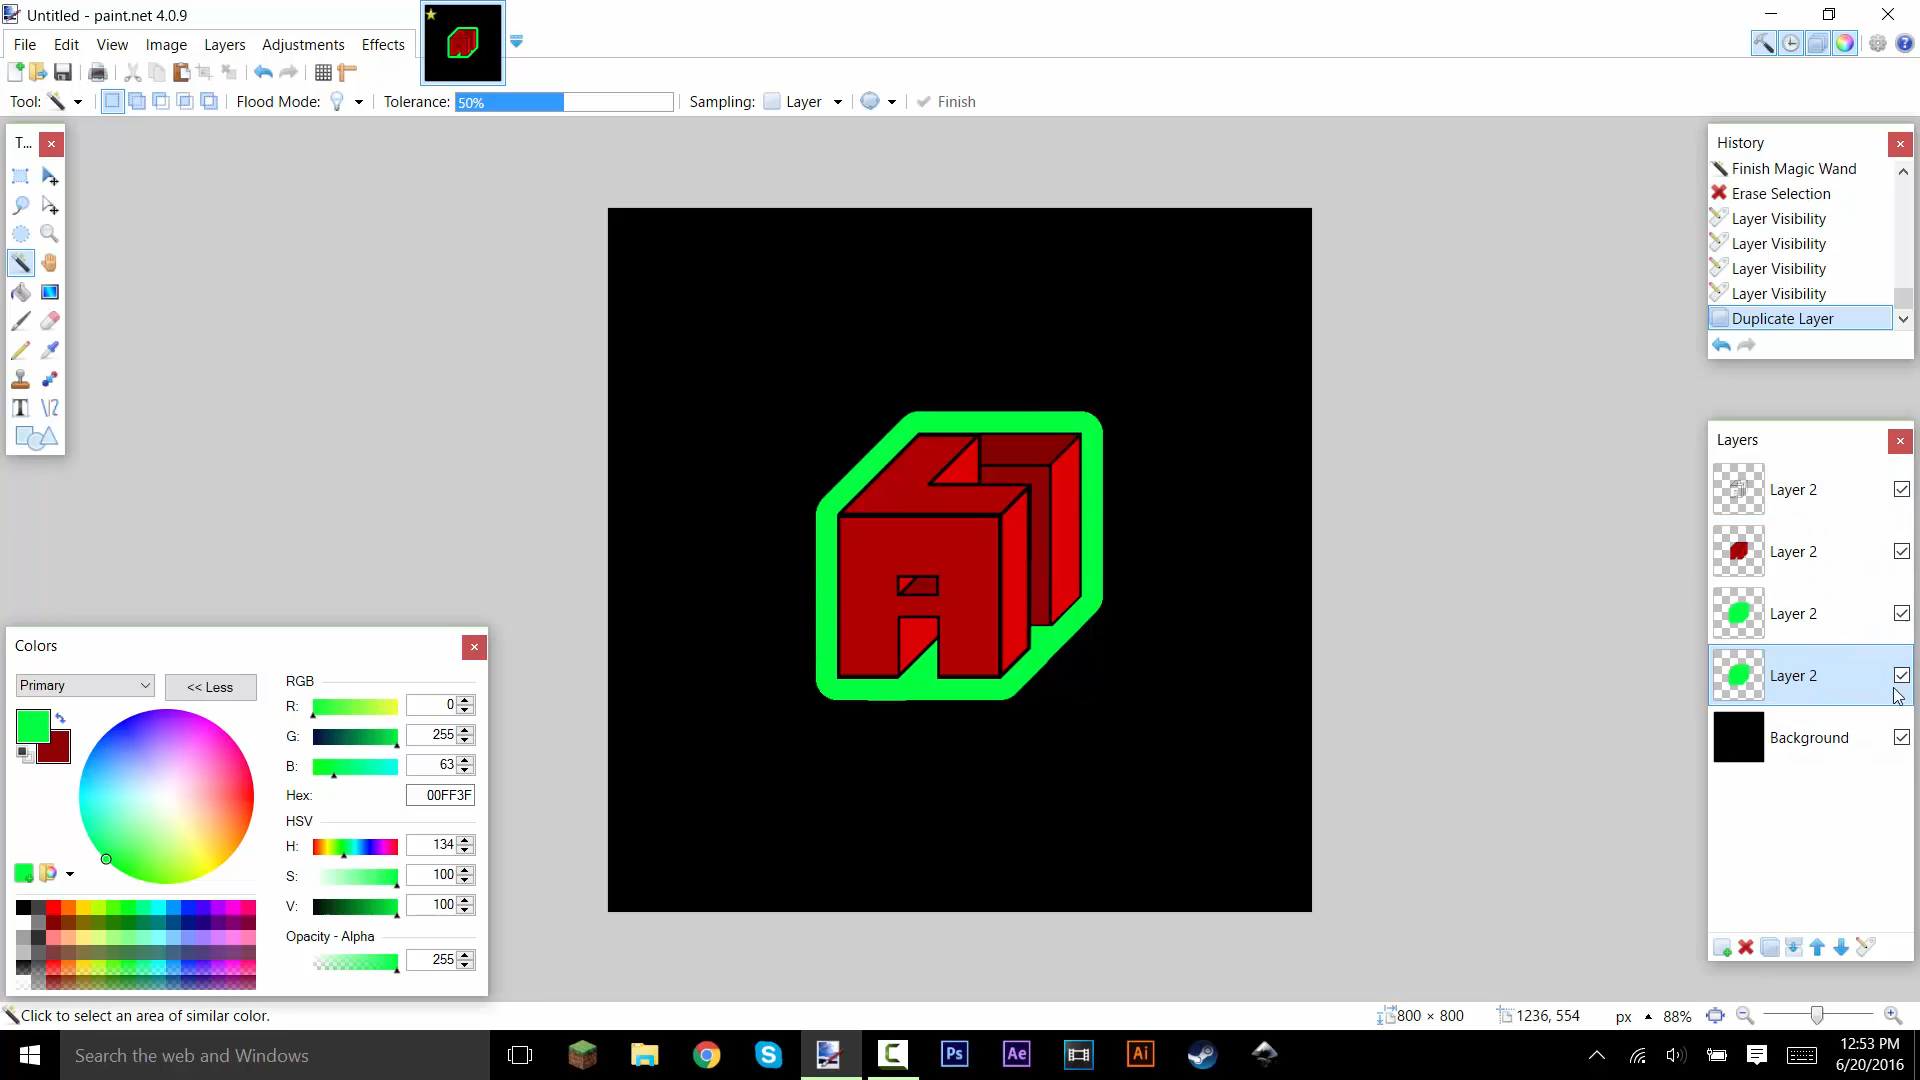 Untitled - paint.net 4.0.9
File Edit View Image Layers Adjustments Effects
Tool: Flood Mode: Tolerance: 50% Sampling: Layer Finish
T...
History
Finish Magic Wand
Erase Selection
Layer Visibility
Layer Visibility
Layer Visibility
Layer Visibility
Duplicate Layer
Layers
Layer 2
Layer 2
Layer 2
Layer 2
Background
A
Colors
Primary << Less
RGB
R: 0
G: 255
B: 63
Hex: 00FF3F
HSV
H: 134
S: 100
V: 100
Opacity - Alpha
255
Click to select an area of similar color. 800 × 800 1236, 554 px 88%
Search the web and Windows
Ps Ae Ai
12:53 PM
6/20/2016